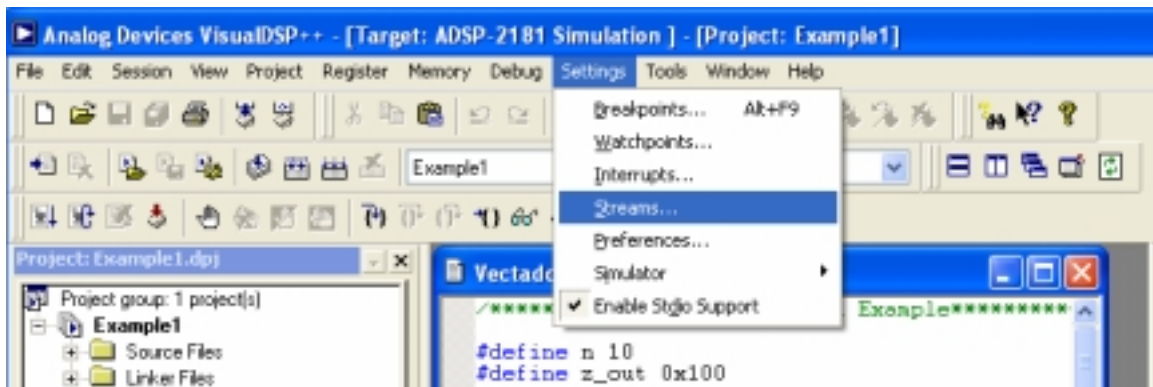 Analog Devices VisualDSP++ - [Target: ADSP-2181 Simulation ] - [Project: Example1]
File Edit Session View Project Register Memory Debug Settings Tools Window Help
Breakpoints... Alt+F9
Watchpoints...
Interrupts...
Streams...
Preferences...
Simulator
Enable Stdio Support
Example1
Project: Example1.dpj
Project group: 1 project(s)
Example1
Source Files
Linker Files
Vectadd
/***** Example*********
#define n 10
#define z_out 0x100